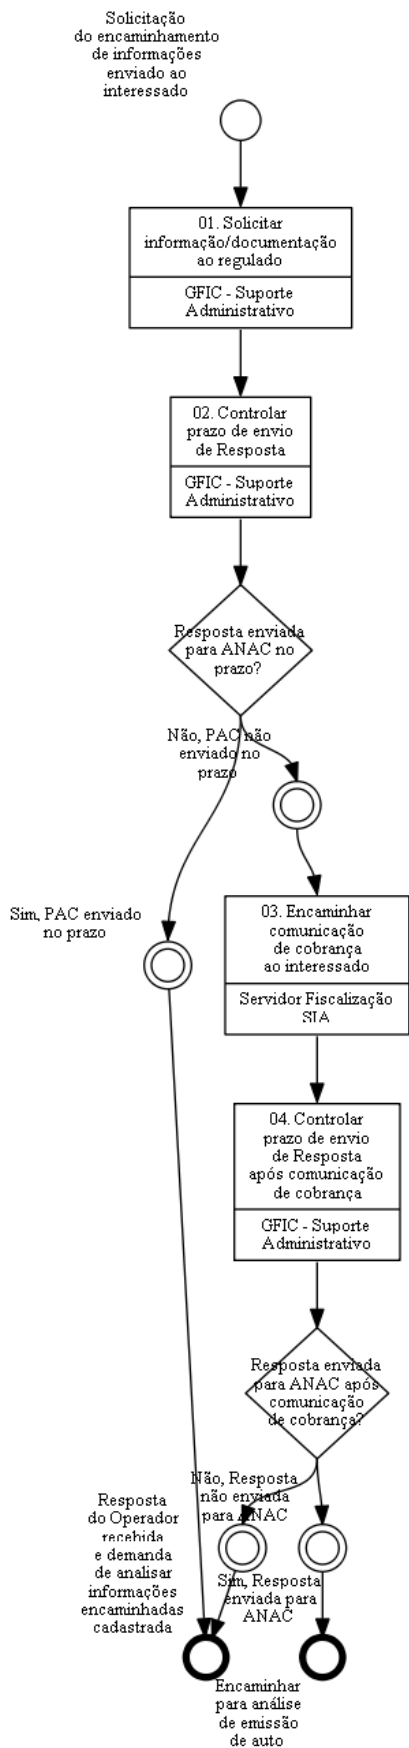 Solicitação
do encaminhamento
de informações
enviado ao
interessado
01. Solicitar
informação/documentação
ao regulado
GFIC - Suporte
Administrativo
02. Controlar
prazo de envio
de Resposta
GFIC - Suporte
Administrativo
Resposta enviada
para ANAC no
prazo?
Não, PAC não
enviado no
prazo
Sim, PAC enviado
no prazo
03. Encaminhar
comunicação
de cobrança
ao interessado
Servidor Fiscalização
SIA
04. Controlar
prazo de envio
de Resposta
após comunicação
de cobrança
GFIC - Suporte
Administrativo
Resposta enviada
para ANAC após
comunicação
de cobrança?
Não, Resposta
não enviada
para ANAC
Resposta
do Operador
recebida
e demanda
de analisar
informações
encaminhadas
cadastrada
Sim, Resposta
enviada para
ANAC
Encaminhar
para análise
de emissão
de auto